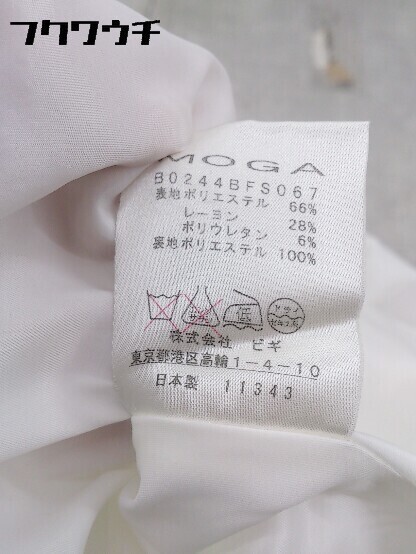 フクワウチ
MOGA
B0244BFS067
表地ポリエステル 66%
レーヨン 28%
ポリウレタン 6%
裏地ポリエステル 100%
低
株式会社 ビギ
東京都港区高輪1-4-10
日本製 11343